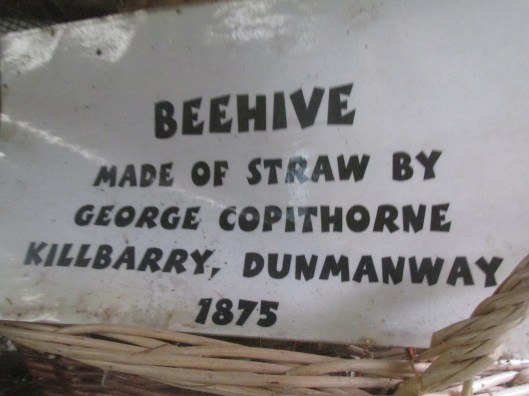 BEEHIVE
MADE OF STRAW BY
GEORGE COPITHORNE
KILLBARRY, DUNMANWAY
1875